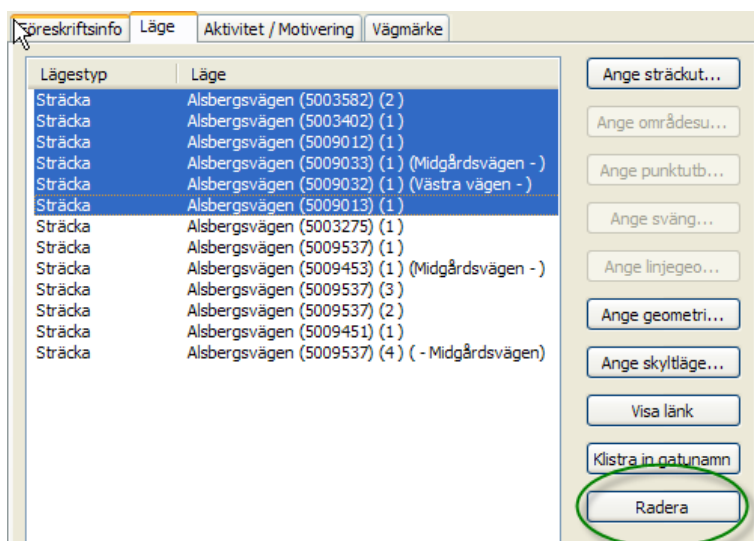 Föreskriftsinfo Läge Aktivitet / Motivering Vägmärke
Lägestyp Läge
Sträcka Alsbergsvägen (5003582) (2 )
Sträcka Alsbergsvägen (5003402) (1 )
Sträcka Alsbergsvägen (5009012) (1 )
Sträcka Alsbergsvägen (5009033) (1 ) (Midgårdsvägen - )
Sträcka Alsbergsvägen (5009032) (1 ) (Västra vägen - )
Sträcka Alsbergsvägen (5009013) (1 )
Sträcka Alsbergsvägen (5003275) (1 )
Sträcka Alsbergsvägen (5009537) (1 )
Sträcka Alsbergsvägen (5009453) (1 ) (Midgårdsvägen - )
Sträcka Alsbergsvägen (5009537) (3 )
Sträcka Alsbergsvägen (5009537) (2 )
Sträcka Alsbergsvägen (5009451) (1 )
Sträcka Alsbergsvägen (5009537) (4 ) ( - Midgårdsvägen)
Ange sträckut...
Ange områdesu...
Ange punktutb...
Ange sväng...
Ange linjegeo...
Ange geometri...
Ange skyltläge...
Visa länk
Klistra in gatunamn
Radera